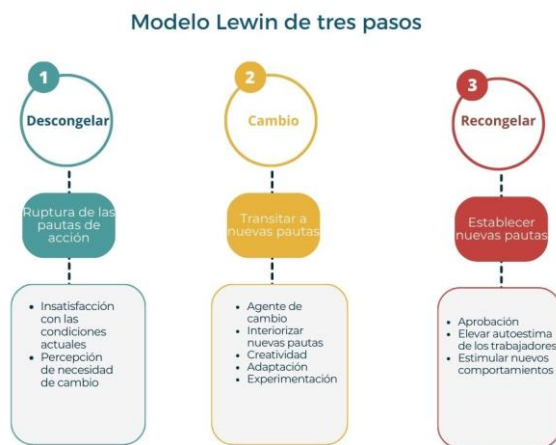 Modelo Lewin de tres pasos
1
Descongelar
Ruptura de las
pautas de
acción
• Insatisfacción
con las
condiciones
actuales
• Percepción
de necesidad
de cambio
2
Cambio
Transitar a
nuevas pautas
• Agente de
cambio
• Interiorizar
nuevas pautas
• Creatividad
• Adaptación
• Experimentación
3
Recongelar
Establecer
nuevas pautas
• Aprobación
• Elevar autoestima
de los trabajadores
• Estimular nuevos
comportamientos